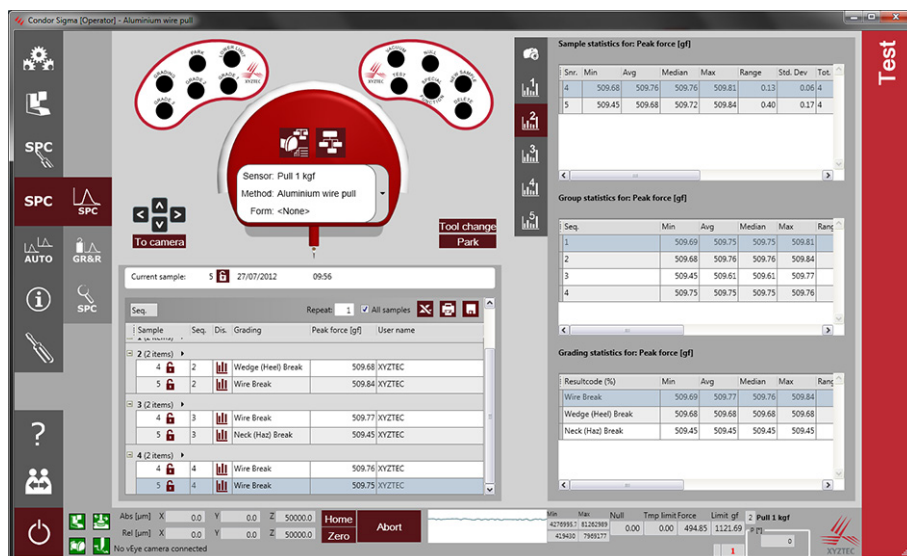 Condor Sigma [Operator] - Aluminium wire pull
Test
SPC
SPC
SPC
AUTO
GR&R
SPC
?
GRADING
PARK
LOWER LIMIT
XYZTEC
XYZTEC
VACUUM
NULL
TEST
SPECIAL
NEW SAMPLE
DELETE
Sensor: Pull 1 kgf
Method: Aluminium wire pull
Form: <None>
To camera
Tool change
Park
Current sample: 5 27/07/2012 09:56
Seq.
Repeat: 1 All samples
Sample Seq. Dis. Grading Peak force [gf] User name
2 (2 items)
4 2 Wedge (Heel) Break 509.68 XYZTEC
5 2 Wire Break 509.84 XYZTEC
3 (2 items)
4 3 Wire Break 509.77 XYZTEC
5 3 Neck (Haz) Break 509.45 XYZTEC
4 (2 items)
4 4 Wire Break 509.76 XYZTEC
5 4 Wire Break 509.75 XYZTEC
1
2
3
4
5
Sample statistics for: Peak force [gf]
Snr. Min Avg Median Max Range Std. Dev Tot.
4 509.68 509.76 509.76 509.81 0.13 0.06 4
5 509.45 509.68 509.72 509.84 0.40 0.17 4
Group statistics for: Peak force [gf]
Seq. Min Avg Median Max Rang
1 509.69 509.75 509.75 509.81
2 509.68 509.76 509.76 509.84
3 509.45 509.61 509.61 509.77
4 509.75 509.75 509.75 509.76
Grading statistics for: Peak force [gf]
Resultcode (%) Min Avg Median Max Rang
Wire Break 509.69 509.77 509.76 509.84
Wedge (Heel) Break 509.68 509.68 509.68 509.68
Neck (Haz) Break 509.45 509.45 509.45 509.45
Abs [µm] X 0.0 Y 0.0 Z 50000.0
Rel [µm] X 0.0 Y 0.0 Z 50000.0
No vEye camera connected
Home
Zero
Abort
Min Max Null Tmp limit Force Limit gf
0.00 0.00 494.85 1121.69
419430 7969177
1
2 Pull 1 kgf
P [°]
0
XYZTEC